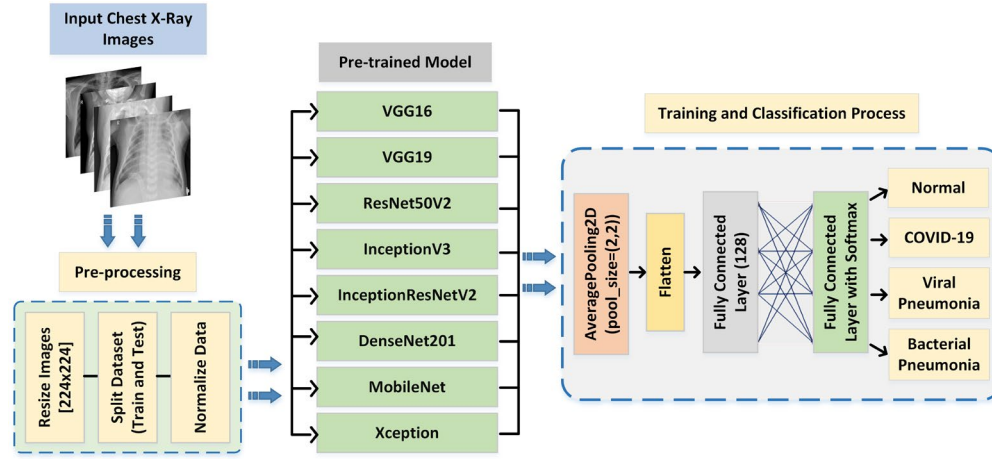 Input Chest X-Ray
Images
Pre-processing
Resize Images
[224x224]
Split Dataset
(Train and Test)
Normalize Data
Pre-trained Model
VGG16
VGG19
ResNet50V2
InceptionV3
InceptionResNetV2
DenseNet201
MobileNet
Xception
Training and Classification Process
AveragePooling2D
(pool_size=(2,2))
Flatten
Fully Connected
Layer (128)
Fully Connected
Layer with Softmax
Normal
COVID-19
Viral
Pneumonia
Bacterial
Pneumonia